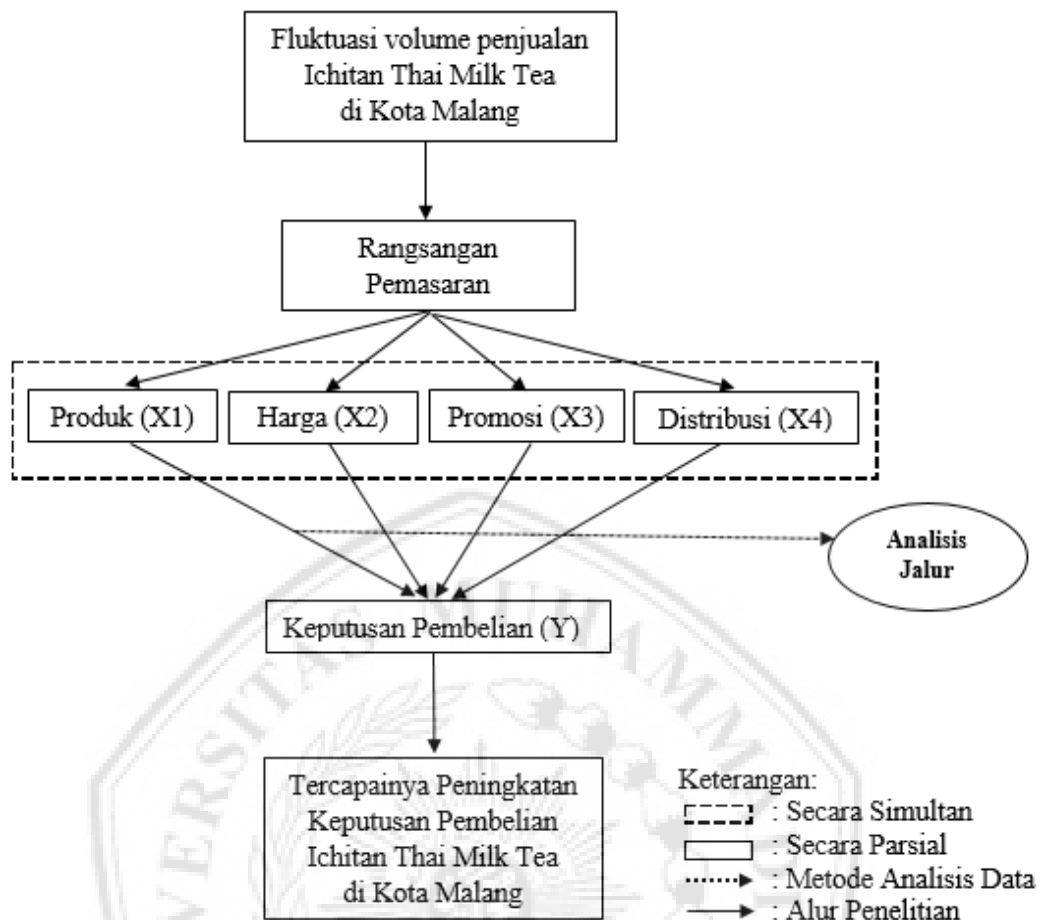 Fluktuasi volume penjualan
Ichitan Thai Milk Tea
di Kota Malang
Rangsangan
Pemasaran
Produk (X1)
Harga (X2)
Promosi (X3)
Distribusi (X4)
Analisis
Jalur
Keputusan Pembelian (Y)
Tercapainya Peningkatan
Keputusan Pembelian
Ichitan Thai Milk Tea
di Kota Malang
Keterangan:
: Secara Simultan
: Secara Parsial
: Metode Analisis Data
: Alur Penelitian